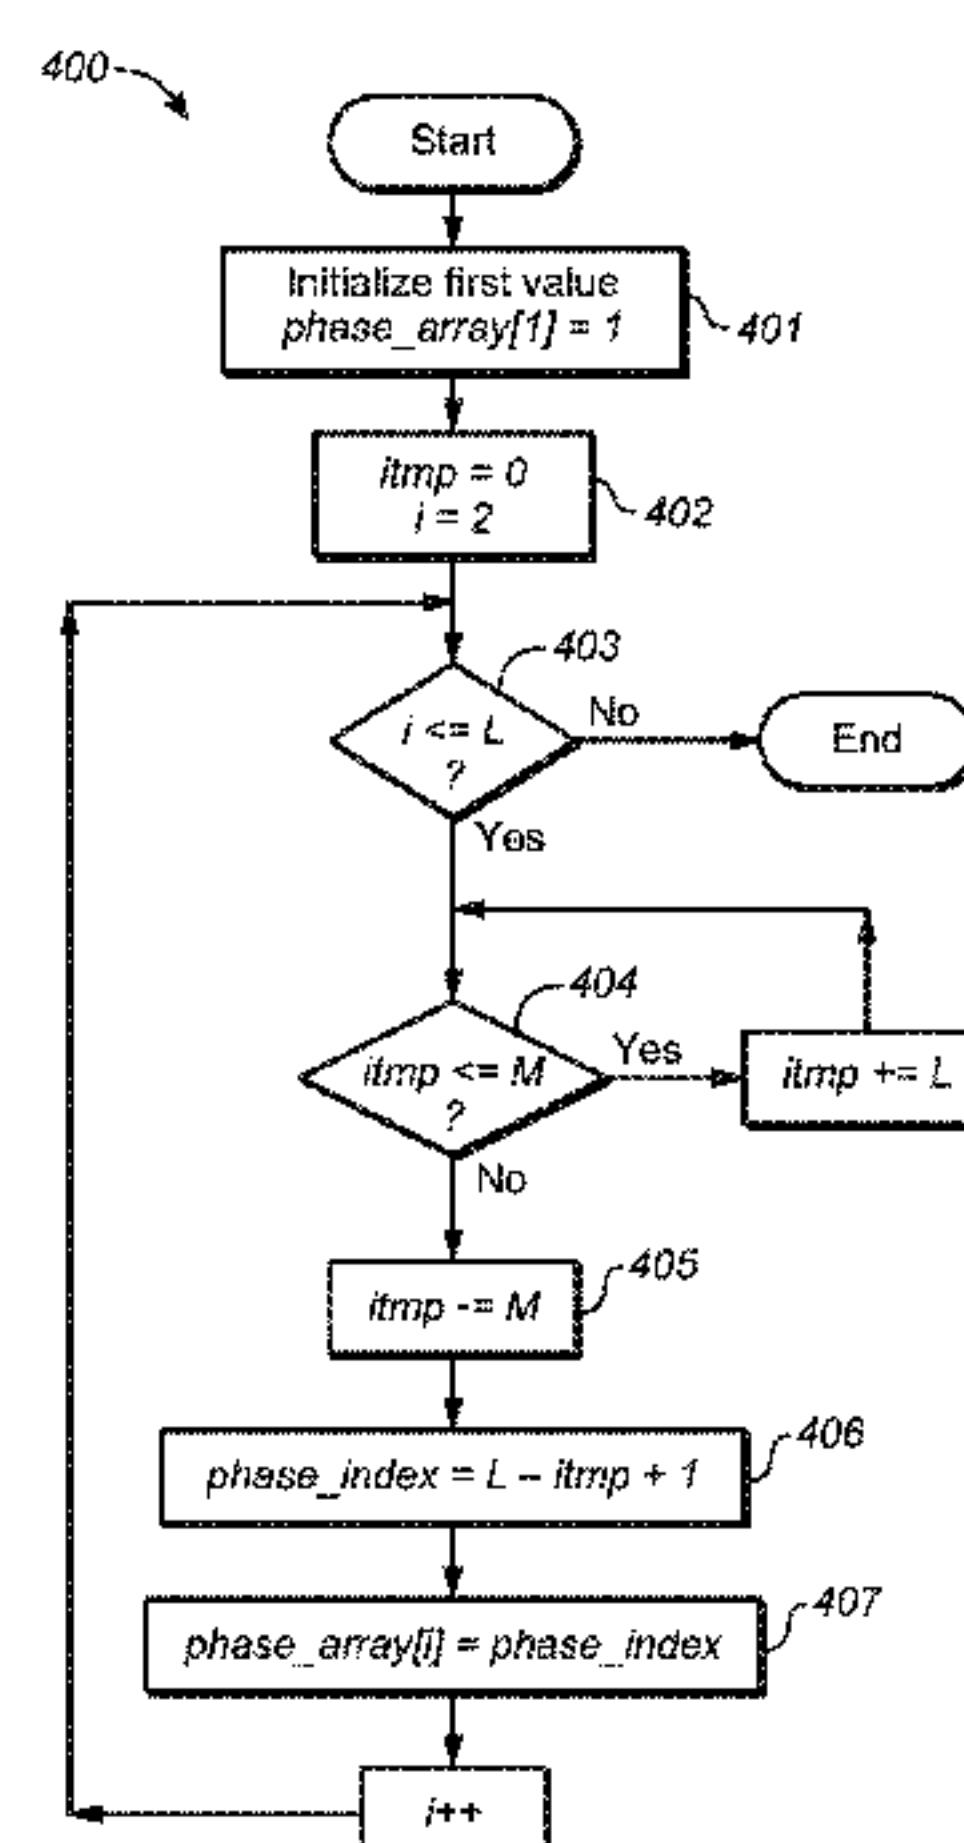 400
Start
Initialize first value
phase_array[1] = 1
401
itmp = 0
i = 2
402
403
i <= L
?
No
End
Yes
404
itmp <= M
?
Yes
itmp += L
No
405
itmp -= M
406
phase_index = L – itmp + 1
407
phase_array[i] = phase_index
i++